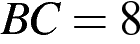 BC = 8